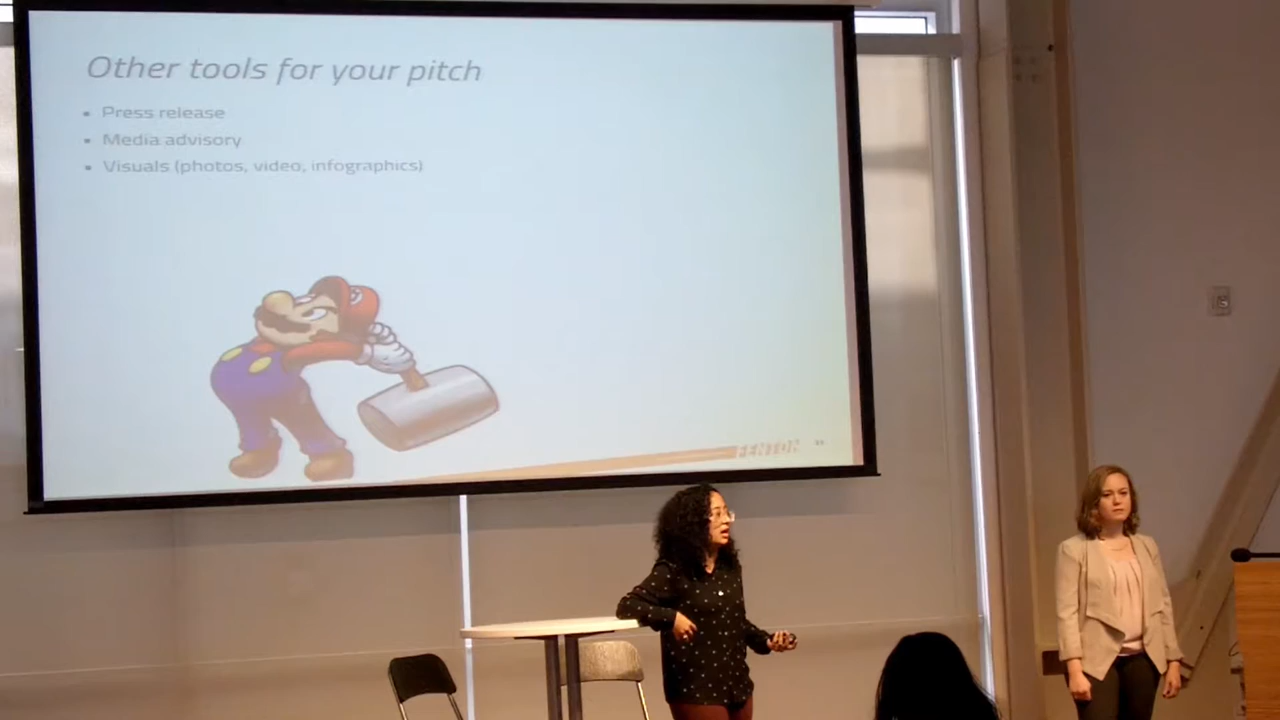 Other tools for your pitch
• Press release
• Media advisory
• Visuals (photos, video, infographics)
FENTON